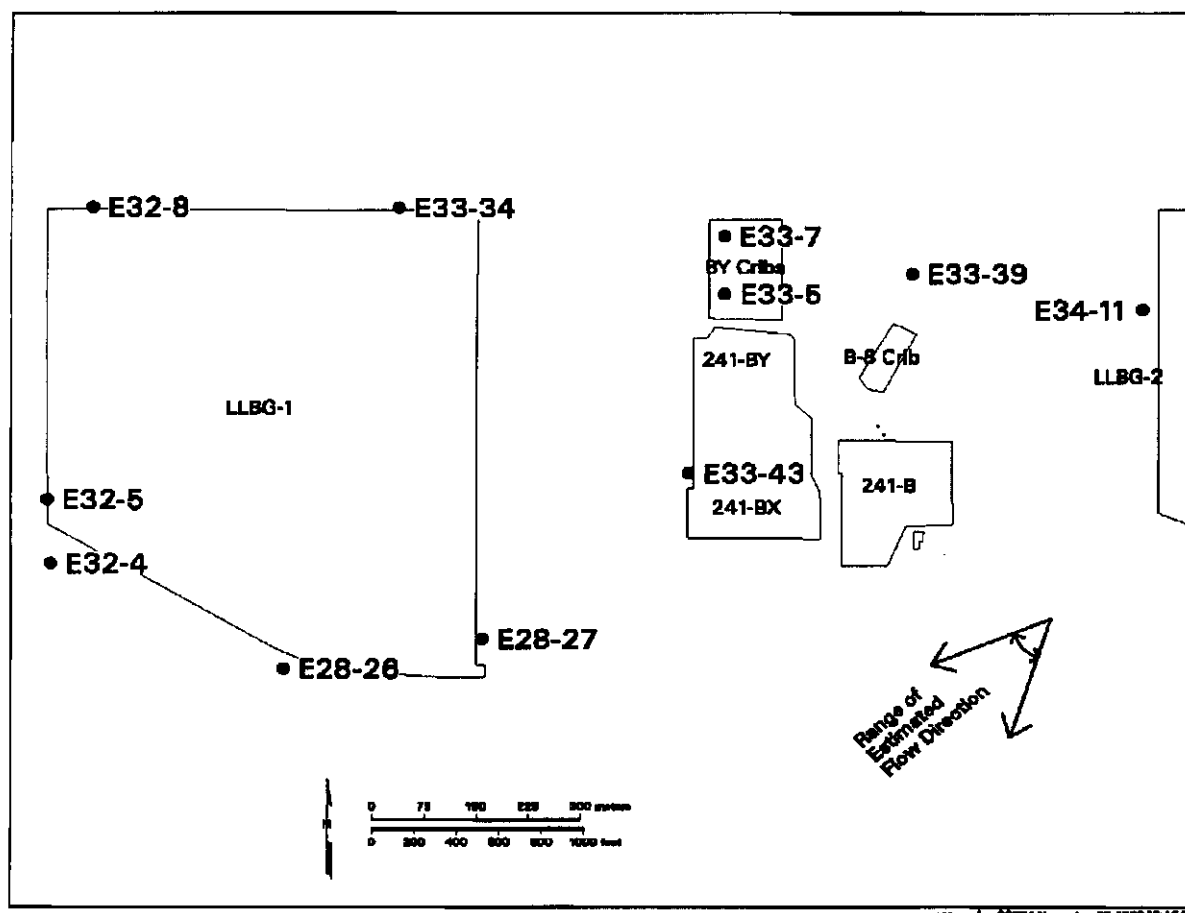 E32-8
E33-34
E33-7
BY Cribs
E33-5
E33-39
E34-11
241-BY
B-8 Crib
LLBG-2
LLBG-1
E33-43
E32-5
241-B
241-BX
E32-4
E28-27
E28-26
Range of
Estimated
Flow Direction
N
0 75 150 225 300 meters
0 200 400 600 800 1000 feet